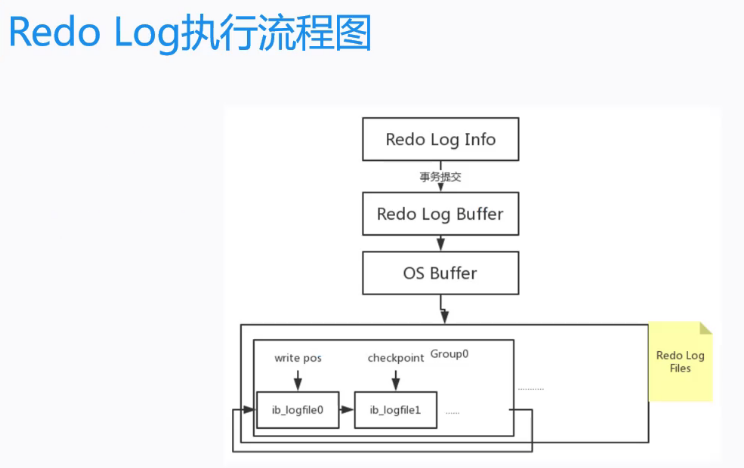 Redo Log执行流程图
Redo Log Info
事务提交
Redo Log Buffer
OS Buffer
write pos
checkpoint
Group0
ib_logfile0
ib_logfile1
......
...........
Redo Log
Files